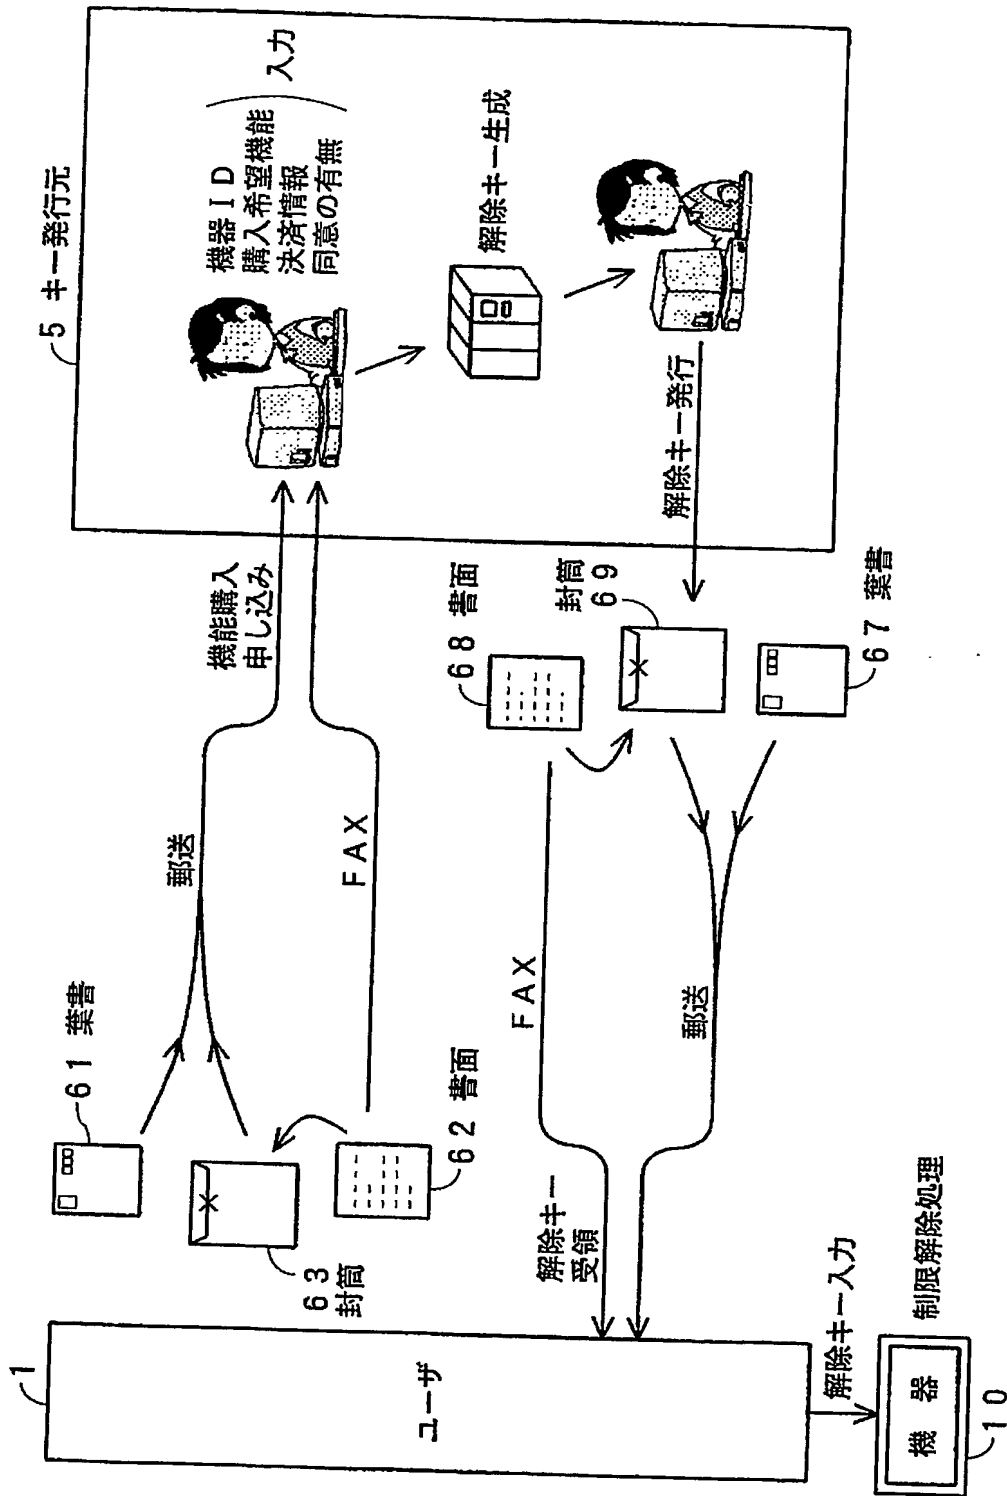 1
ユーザ
解除キー入力
機器
10
制限解除処理
61 葉書
63
封筒
62 書面
郵送
FAX
機能購入
申し込み
5 キー発行元
機器ID
購入希望機能
決済情報
同意の有無
入力
解除キー生成
解除キー発行
68 書面
封筒
69
67 葉書
FAX
郵送
解除キー
受領